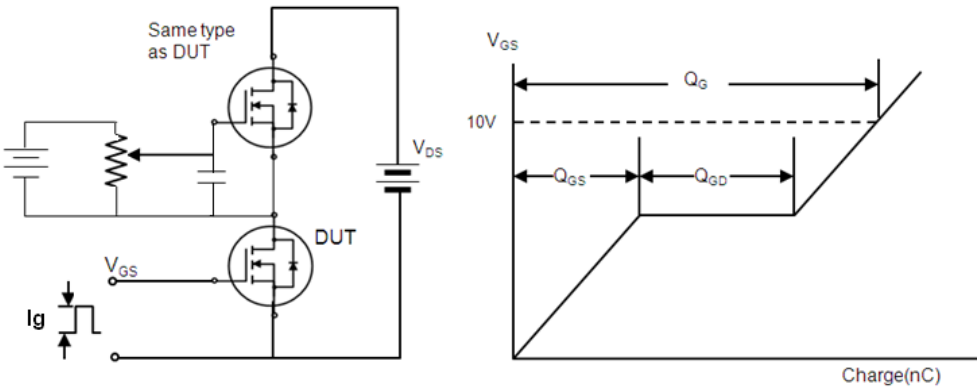 Same type
as DUT
V_DS
DUT
V_GS
Ig
V_GS
Q_G
10V
Q_GS
Q_GD
Charge(nC)